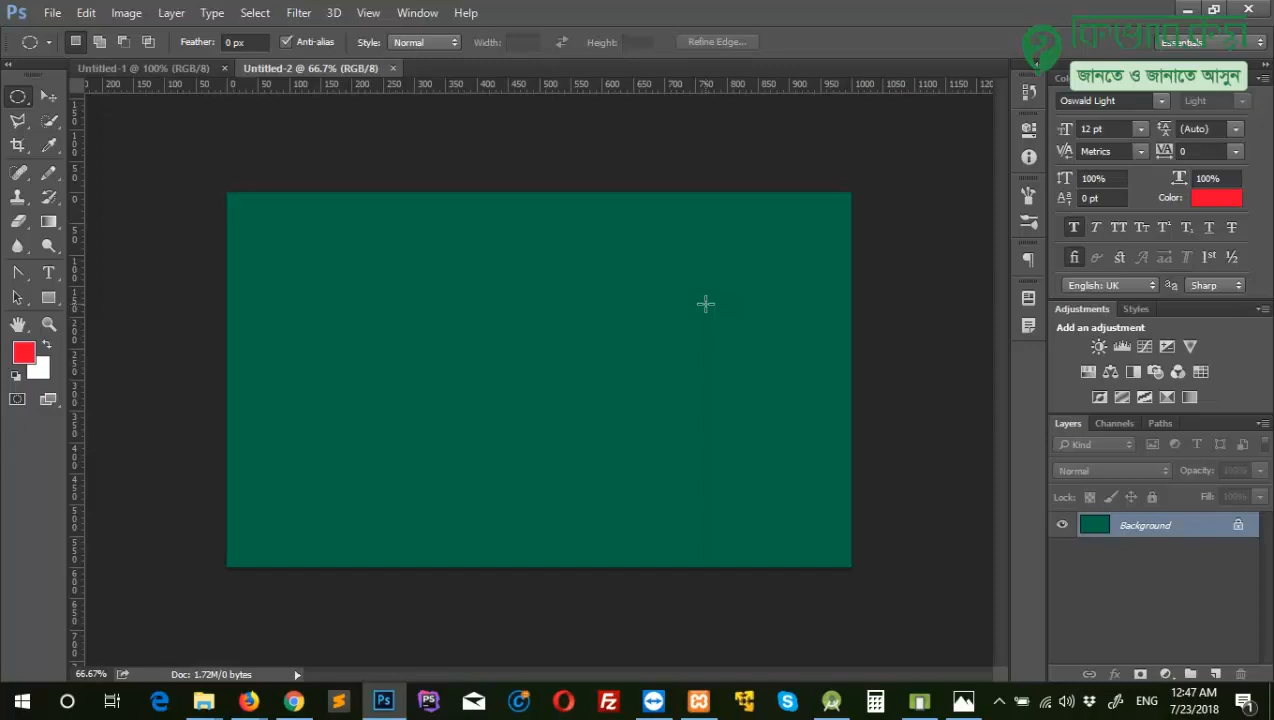 Ps File Edit Image Layer Type Select Filter 3D View Window Help
Feather: 0 px Anti-alias Style: Normal Width: Height: Refine Edge... Essentials
জানতে ও জানাতে আসুন
Untitled-1 @ 100% (RGB/8) × Untitled-2 @ 66.7% (RGB/8) ×
Oswald Light Light
12 pt (Auto)
Metrics 0
100% 100%
0 pt Color:
English: UK Sharp
Adjustments Styles
Add an adjustment
Layers Channels Paths
Kind
Normal Opacity: 100%
Lock: Fill: 100%
Background
66.67% Doc: 1.72M/0 bytes
ENG 12:47 AM
7/23/2018